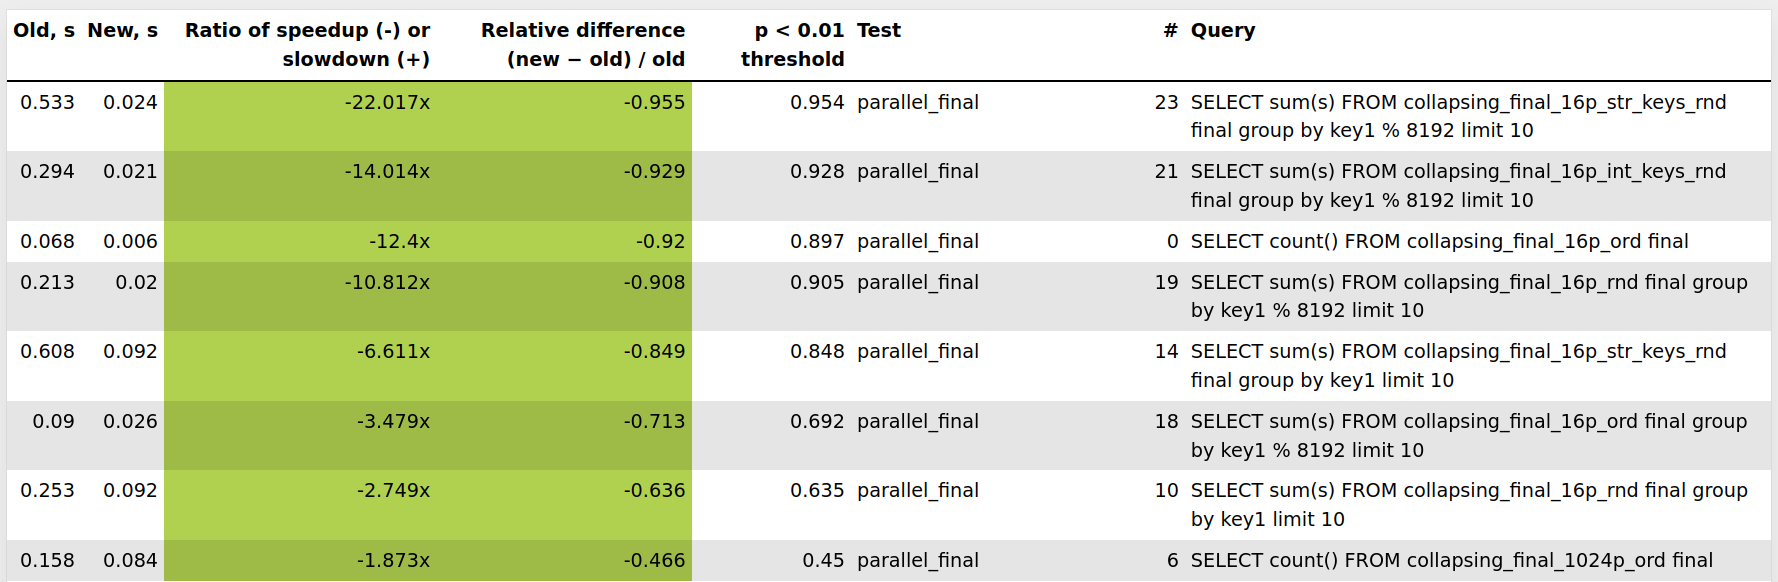 Old, s New, s Ratio of speedup (-) or Relative difference p < 0.01 Test # Query
slowdown (+) (new − old) / old threshold
0.533 0.024 -22.017x -0.955 0.954 parallel_final 23 SELECT sum(s) FROM collapsing_final_16p_str_keys_rnd
final group by key1 % 8192 limit 10
0.294 0.021 -14.014x -0.929 0.928 parallel_final 21 SELECT sum(s) FROM collapsing_final_16p_int_keys_rnd
final group by key1 % 8192 limit 10
0.068 0.006 -12.4x -0.92 0.897 parallel_final 0 SELECT count() FROM collapsing_final_16p_ord final
0.213 0.02 -10.812x -0.908 0.905 parallel_final 19 SELECT sum(s) FROM collapsing_final_16p_rnd final group
by key1 % 8192 limit 10
0.608 0.092 -6.611x -0.849 0.848 parallel_final 14 SELECT sum(s) FROM collapsing_final_16p_str_keys_rnd
final group by key1 limit 10
0.09 0.026 -3.479x -0.713 0.692 parallel_final 18 SELECT sum(s) FROM collapsing_final_16p_ord final group
by key1 % 8192 limit 10
0.253 0.092 -2.749x -0.636 0.635 parallel_final 10 SELECT sum(s) FROM collapsing_final_16p_rnd final group
by key1 limit 10
0.158 0.084 -1.873x -0.466 0.45 parallel_final 6 SELECT count() FROM collapsing_final_1024p_ord final